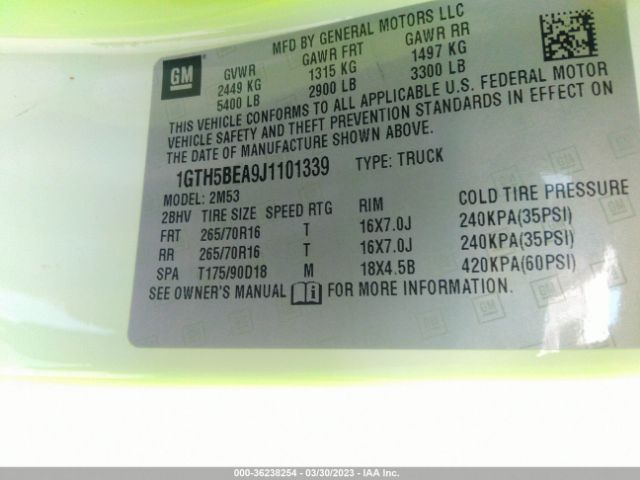 MFD BY GENERAL MOTORS LLC
GM GVWR GAWR FRT GAWR RR
2449 KG 1315 KG 1497 KG
5400 LB 2900 LB 3300 LB
THIS VEHICLE CONFORMS TO ALL APPLICABLE U.S. FEDERAL MOTOR
VEHICLE SAFETY AND THEFT PREVENTION STANDARDS IN EFFECT ON
THE DATE OF MANUFACTURE SHOWN ABOVE.
1GTH5BEA9J1101339 TYPE: TRUCK
MODEL: 2M53
2BHV TIRE SIZE SPEED RTG RIM COLD TIRE PRESSURE
FRT 265/70R16 T 16X7.0J 240KPA(35PSI)
RR 265/70R16 T 16X7.0J 240KPA(35PSI)
SPA T175/90D18 M 18X4.5B 420KPA(60PSI)
SEE OWNER'S MANUAL i FOR MORE INFORMATION.
000-36238254 - 03/30/2023 - IAA Inc.